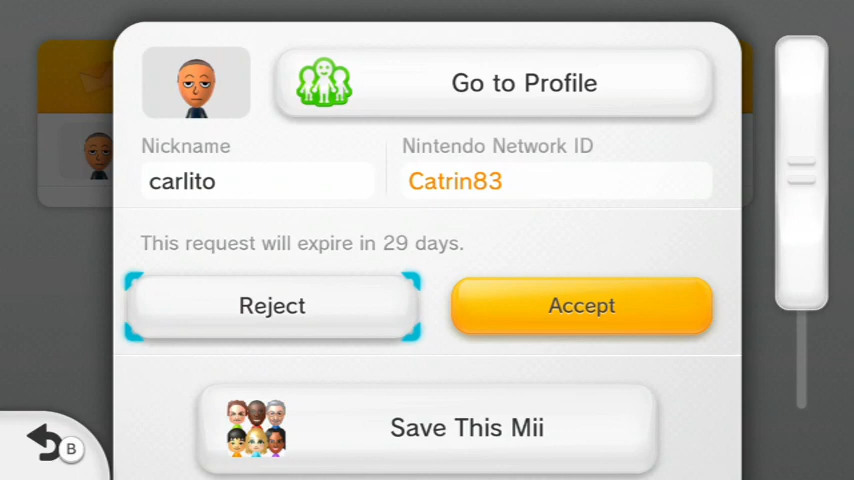 Go to Profile
Nickname
Nintendo Network ID
carlito
Catrin83
This request will expire in 29 days.
Reject
Accept
Save This Mii
B